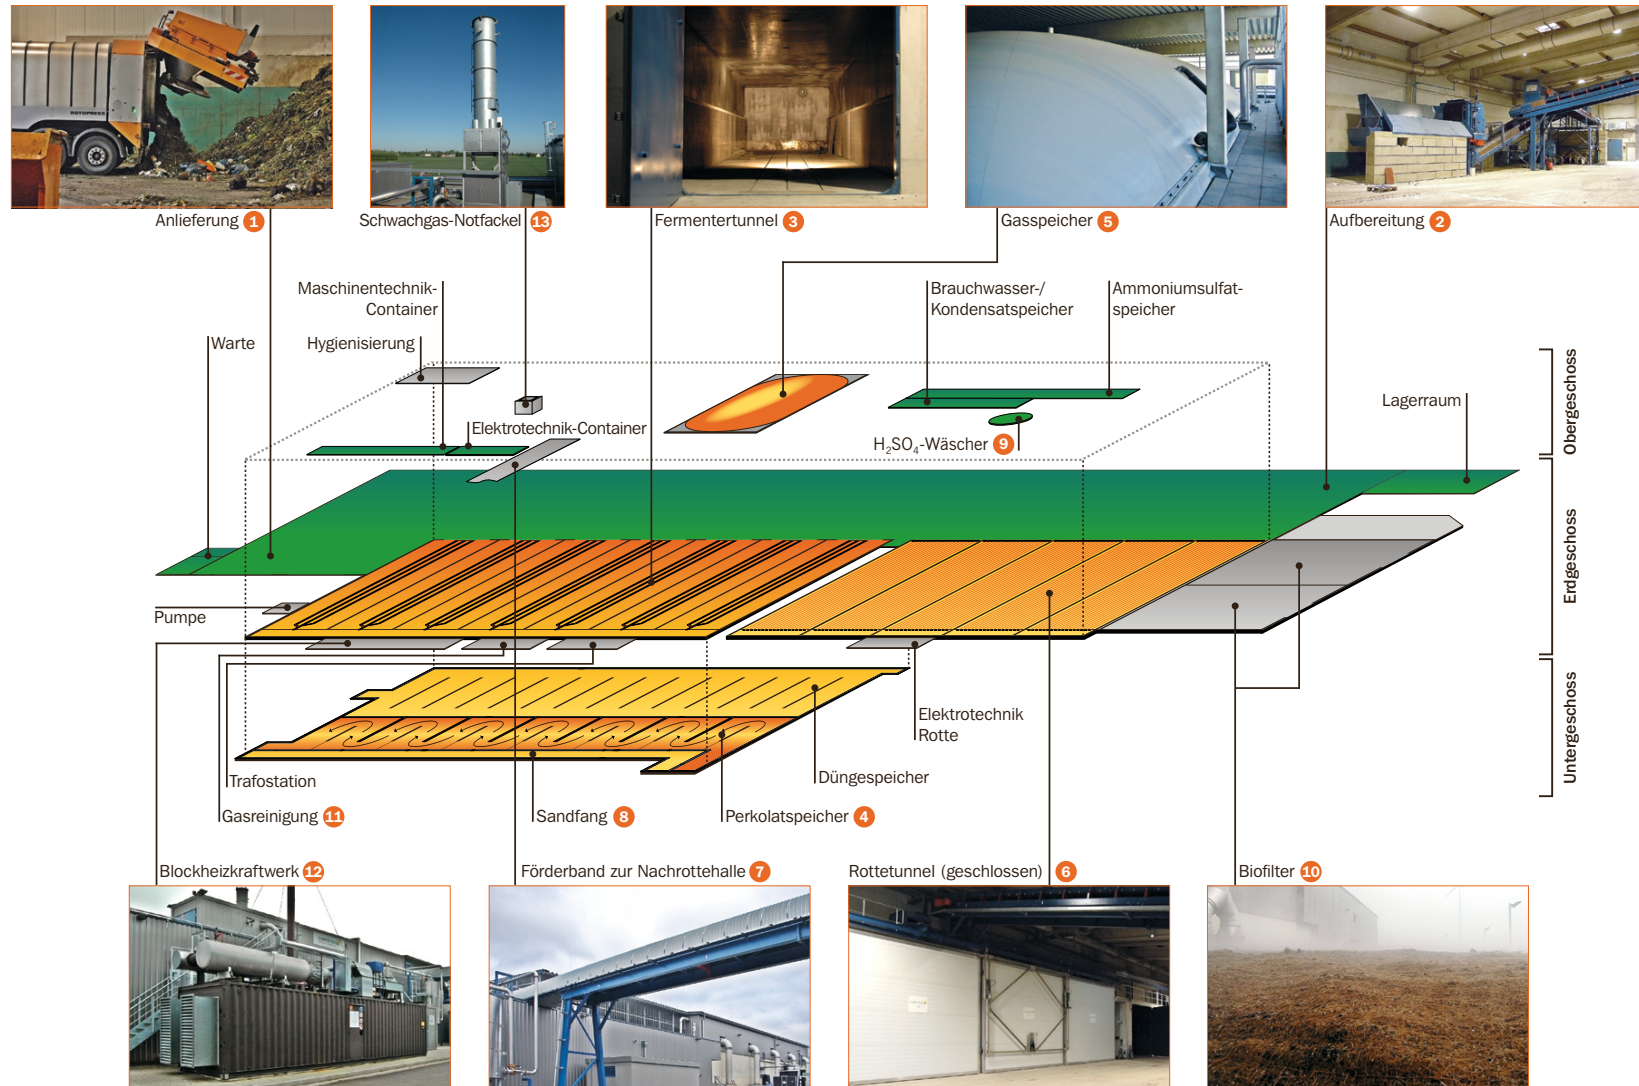 ROTOPRESS
Anlieferung 1
Schwachgas-Notfackel 13
Fermentertunnel 3
Gasspeicher 5
Aufbereitung 2
Maschinentechnik-
Container
Brauchwasser-/
Kondensatspeicher
Ammoniumsulfat-
speicher
Warte
Hygienisierung
Elektrotechnik-Container
H₂SO₄-Wäscher 9
Lagerraum
Obergeschoss
Erdgeschoss
Untergeschoss
Pumpe
Elektrotechnik
Rotte
Trafostation
Düngespeicher
Gasreinigung 11
Sandfang 8
Perkolatspeicher 4
Blockheizkraftwerk 12
Förderband zur Nachrottehalle 7
Rottetunnel (geschlossen) 6
Biofilter 10